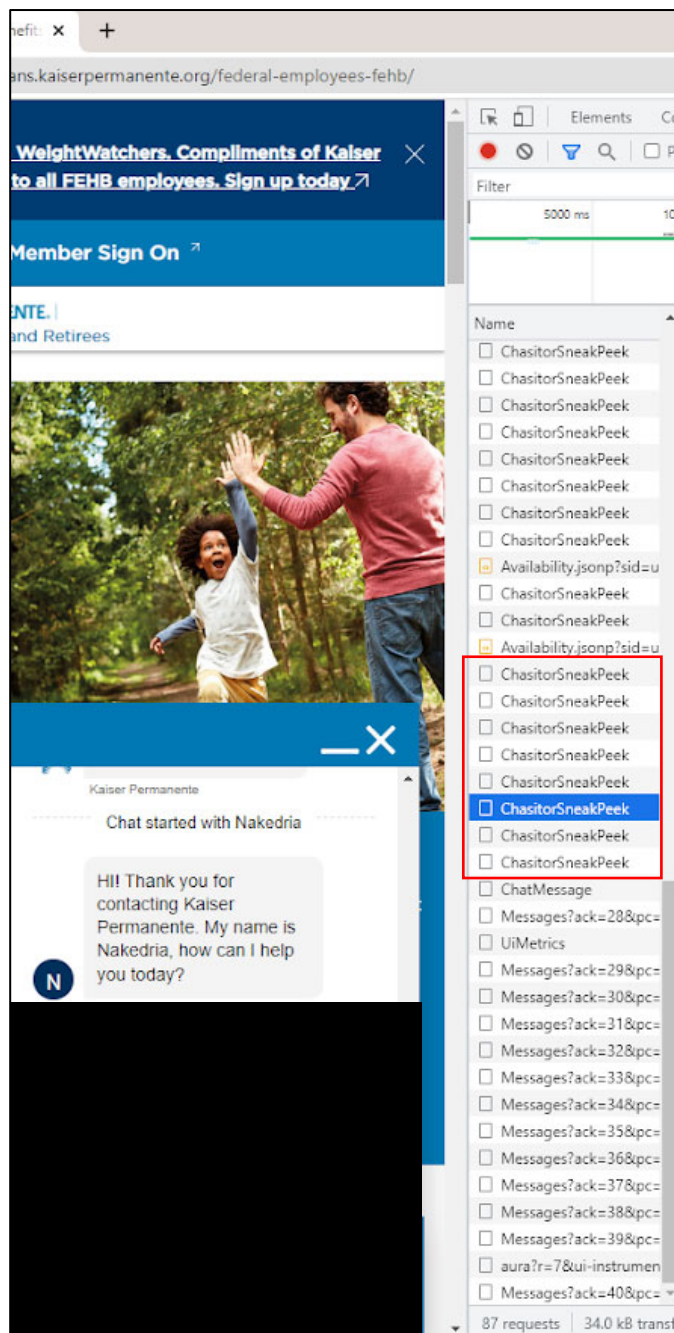 nefit:
ans.kaiserpermanente.org/federal-employees-fehb/
WeightWatchers. Compliments of Kaiser
to all FEHB employees. Sign up today
Member Sign On
NTE.
and Retirees
Kaiser Permanente
Chat started with Nakedria
HI! Thank you for
contacting Kaiser
Permanente. My name is
Nakedria, how can I help
you today?
N
Elements
Filter
5000 ms
Name
ChasitorSneakPeek
ChasitorSneakPeek
ChasitorSneakPeek
ChasitorSneakPeek
ChasitorSneakPeek
ChasitorSneakPeek
ChasitorSneakPeek
ChasitorSneakPeek
Availability.jsonp?sid=u
ChasitorSneakPeek
ChasitorSneakPeek
Availability.jsonp?sid=u
ChasitorSneakPeek
ChasitorSneakPeek
ChasitorSneakPeek
ChasitorSneakPeek
ChasitorSneakPeek
ChasitorSneakPeek
ChasitorSneakPeek
ChasitorSneakPeek
ChatMessage
Messages?ack=28&pc=
UiMetrics
Messages?ack=29&pc=
Messages?ack=30&pc=
Messages?ack=31&pc=
Messages?ack=32&pc=
Messages?ack=33&pc=
Messages?ack=34&pc=
Messages?ack=35&pc=
Messages?ack=36&pc=
Messages?ack=37&pc=
Messages?ack=38&pc=
Messages?ack=39&pc=
aura?r=7&ui-instrumen
Messages?ack=40&pc=
87 requests 34.0 kB transf